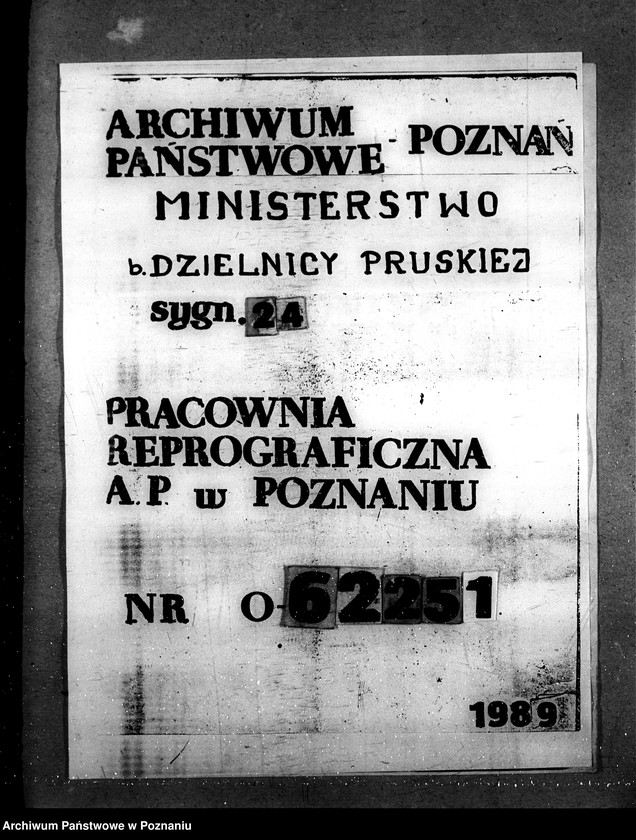 ARCHIWUM
PAŃSTWOWE - POZNAŃ
MINISTERSTWO
b. DZIELNICY PRUSKIEJ
sygn. 24
PRACOWNIA
REPROGRAFICZNA
A. P. w POZNANIU
NR O-62251
1989
Archiwum Państwowe w Poznaniu